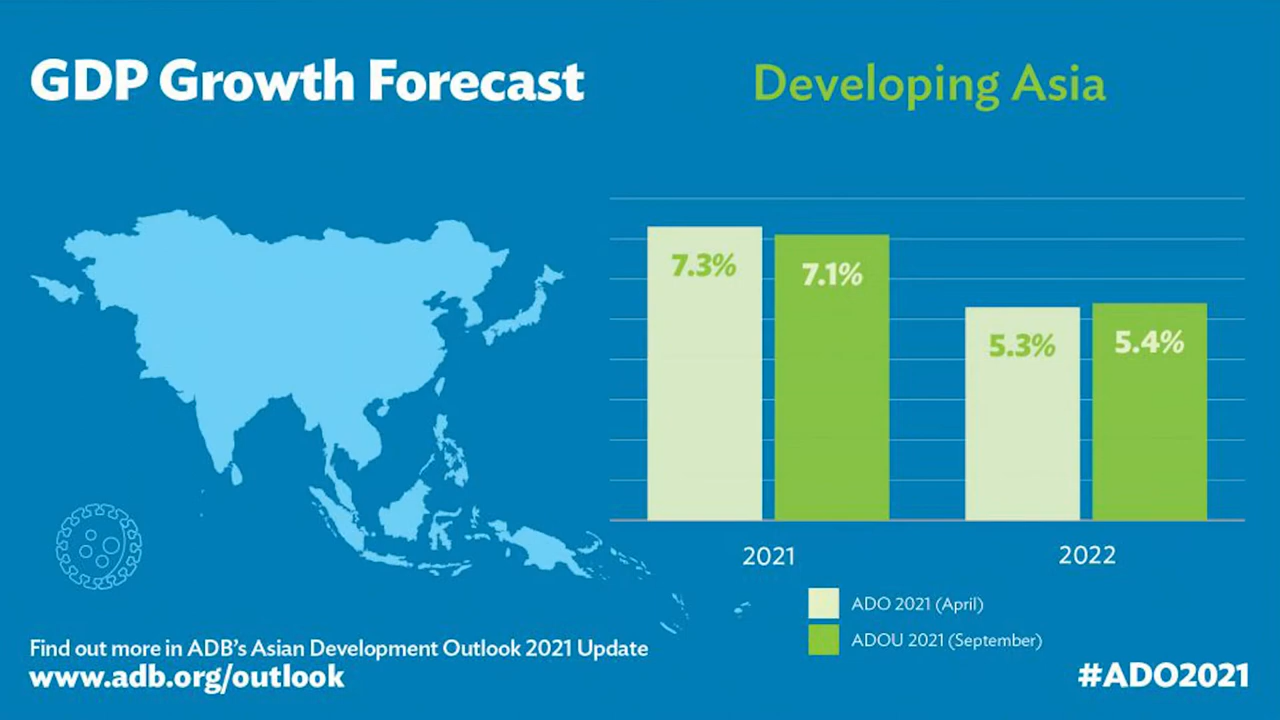 GDP Growth Forecast
Developing Asia
7.3%
7.1%
5.3%
5.4%
2021
2022
ADO 2021 (April)
ADOU 2021 (September)
Find out more in ADB's Asian Development Outlook 2021 Update
www.adb.org/outlook
#ADO2021